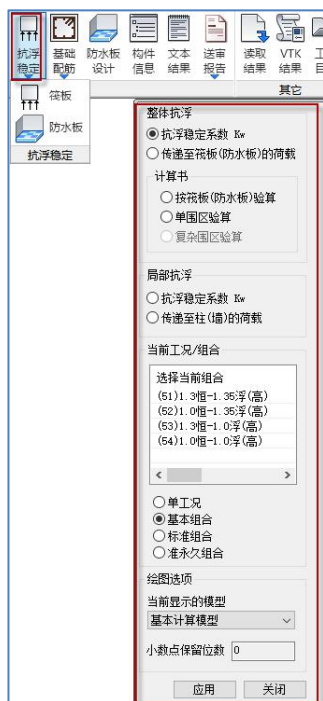 抗浮
稳定
基础
配筋
防水板
设计
构件
信息
文本
结果
送审
报告
读取
结果
VTK
结果
筏板
防水板
抗浮稳定
其它
整体抗浮
抗浮稳定系数 Kw
传递至筏板(防水板)的荷载
计算书
按筏板(防水板)验算
单围区验算
复杂围区验算
局部抗浮
抗浮稳定系数 Kw
传递至柱(墙)的荷载
当前工况/组合
选择当前组合
(51)1.3恒-1.35浮(高)
(52)1.0恒-1.35浮(高)
(53)1.3恒-1.0浮(高)
(54)1.0恒-1.0浮(高)
单工况
基本组合
标准组合
准永久组合
绘图选项
当前显示的模型
基本计算模型
小数点保留位数 0
应用 关闭